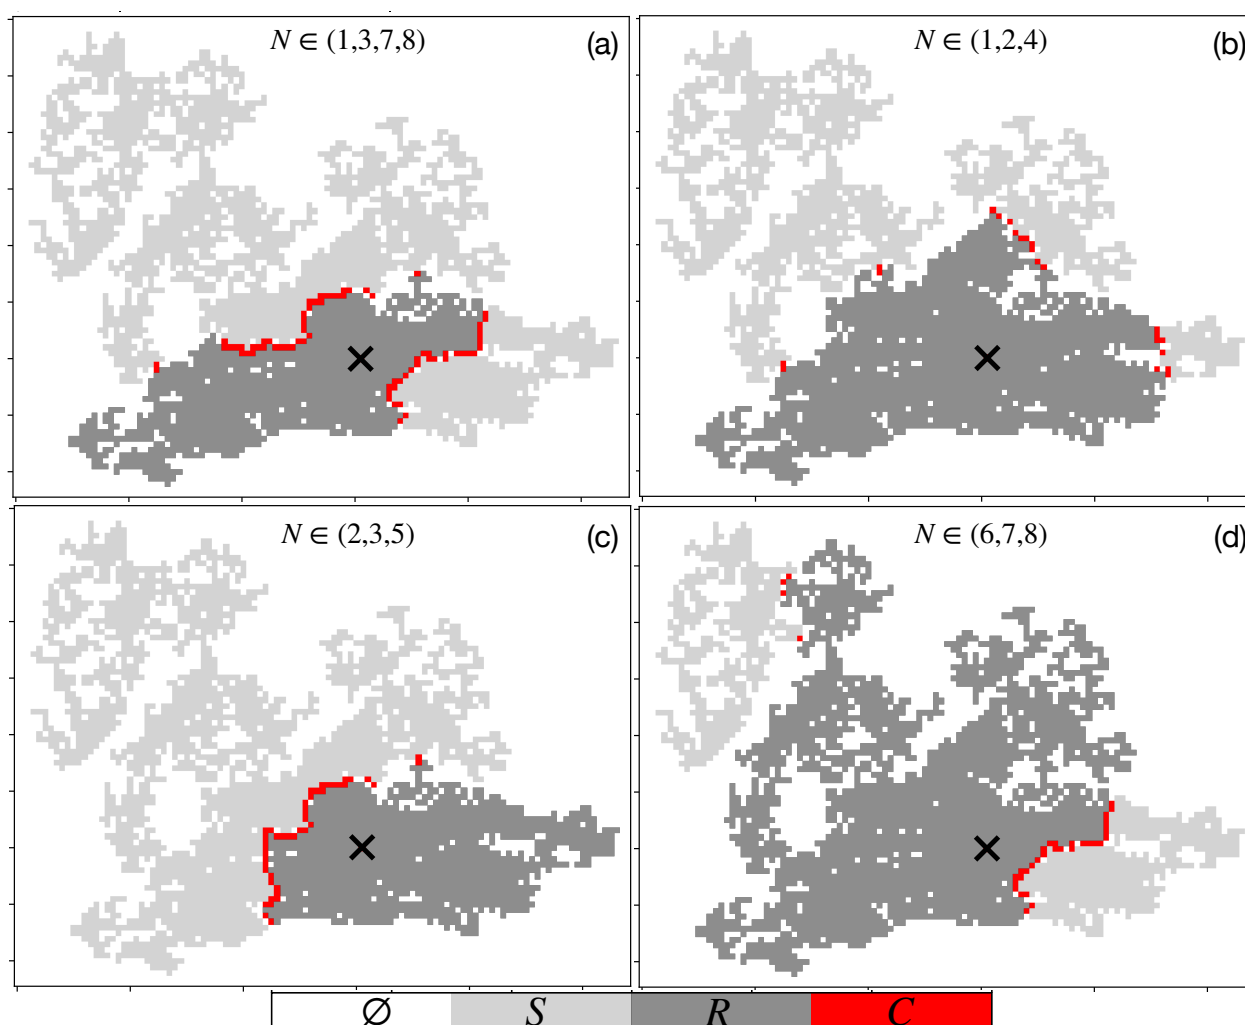 N ∈ (1,3,7,8) (a)
N ∈ (1,2,4) (b)
N ∈ (2,3,5) (c)
N ∈ (6,7,8) (d)
∅ S R C